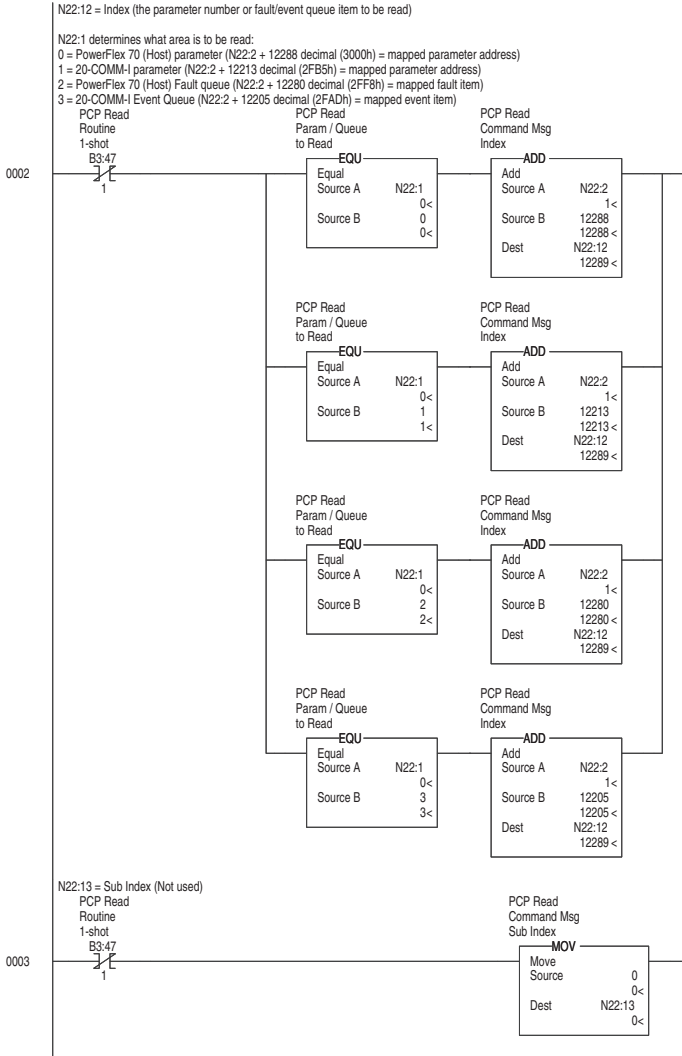 N22:12 = Index (the parameter number or fault/event queue item to be read)
N22:1 determines what area is to be read:
0 = PowerFlex 70 (Host) parameter (N22:2 + 12288 decimal (3000h) = mapped parameter address)
1 = 20-COMM-I parameter (N22:2 + 12213 decimal (2FB5h) = mapped parameter address)
2 = PowerFlex 70 (Host) Fault queue (N22:2 + 12280 decimal (2FF8h) = mapped fault item)
3 = 20-COMM-I Event Queue (N22:2 + 12205 decimal (2FADh) = mapped event item)
0002
PCP Read
Routine
1-shot
B3:47
1
PCP Read
Param / Queue
to Read
EQU
Equal
Source A N22:1
0<
Source B 0
0<
PCP Read
Command Msg
Index
ADD
Add
Source A N22:2
1<
Source B 12288
12288 <
Dest N22:12
12289 <
PCP Read
Param / Queue
to Read
EQU
Equal
Source A N22:1
0<
Source B 1
1<
PCP Read
Command Msg
Index
ADD
Add
Source A N22:2
1<
Source B 12213
12213 <
Dest N22:12
12289 <
PCP Read
Param / Queue
to Read
EQU
Equal
Source A N22:1
0<
Source B 2
2<
PCP Read
Command Msg
Index
ADD
Add
Source A N22:2
1<
Source B 12280
12280 <
Dest N22:12
12289 <
PCP Read
Param / Queue
to Read
EQU
Equal
Source A N22:1
0<
Source B 3
3<
PCP Read
Command Msg
Index
ADD
Add
Source A N22:2
1<
Source B 12205
12205 <
Dest N22:12
12289 <
N22:13 = Sub Index (Not used)
0003
PCP Read
Routine
1-shot
B3:47
1
PCP Read
Command Msg
Sub Index
MOV
Move
Source 0
0<
Dest N22:13
0<